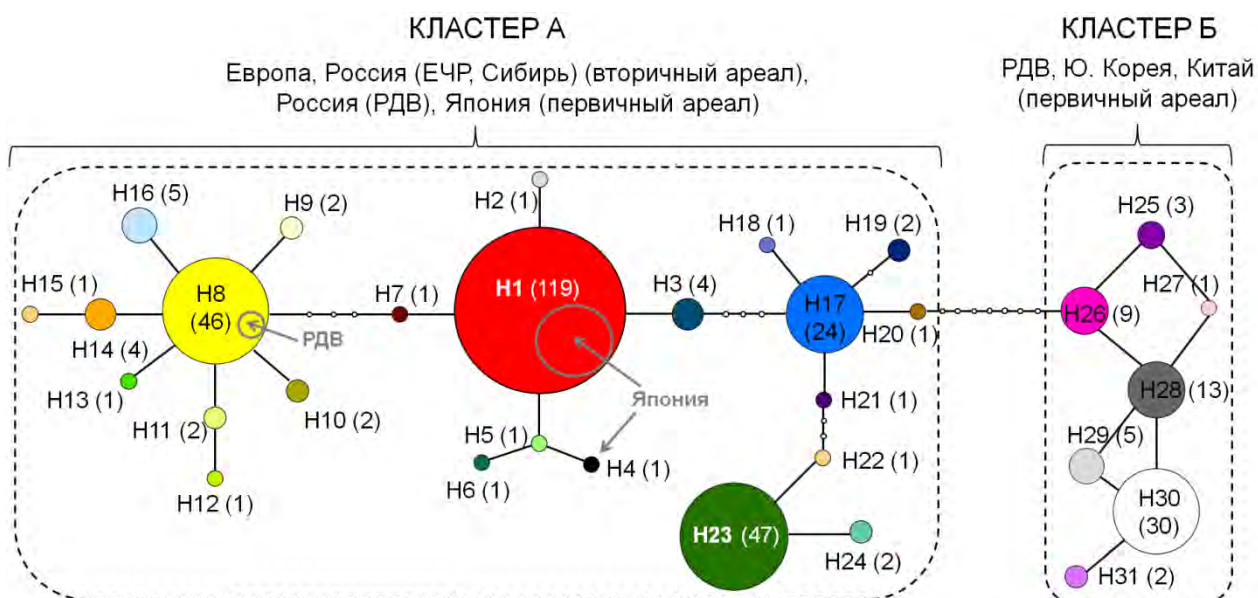 КЛАСТЕР А
Европа, Россия (ЕЧР, Сибирь) (вторичный ареал),
Россия (РДВ), Япония (первичный ареал)
КЛАСТЕР Б
РДВ, Ю. Корея, Китай
(первичный ареал)
H16 (5)
H9 (2)
H15 (1)
H8
(46)
H14 (4)
РДВ
H13 (1)
H11 (2)
H10 (2)
H12 (1)
H7 (1)
H2 (1)
H1 (119)
H3 (4)
Япония
H5 (1)
H6 (1)
H4 (1)
H18 (1)
H19 (2)
H17
(24)
H20 (1)
H21 (1)
H22 (1)
H23 (47)
H24 (2)
H25 (3)
H27 (1)
H26 (9)
H28 (13)
H29 (5)
H30
(30)
H31 (2)